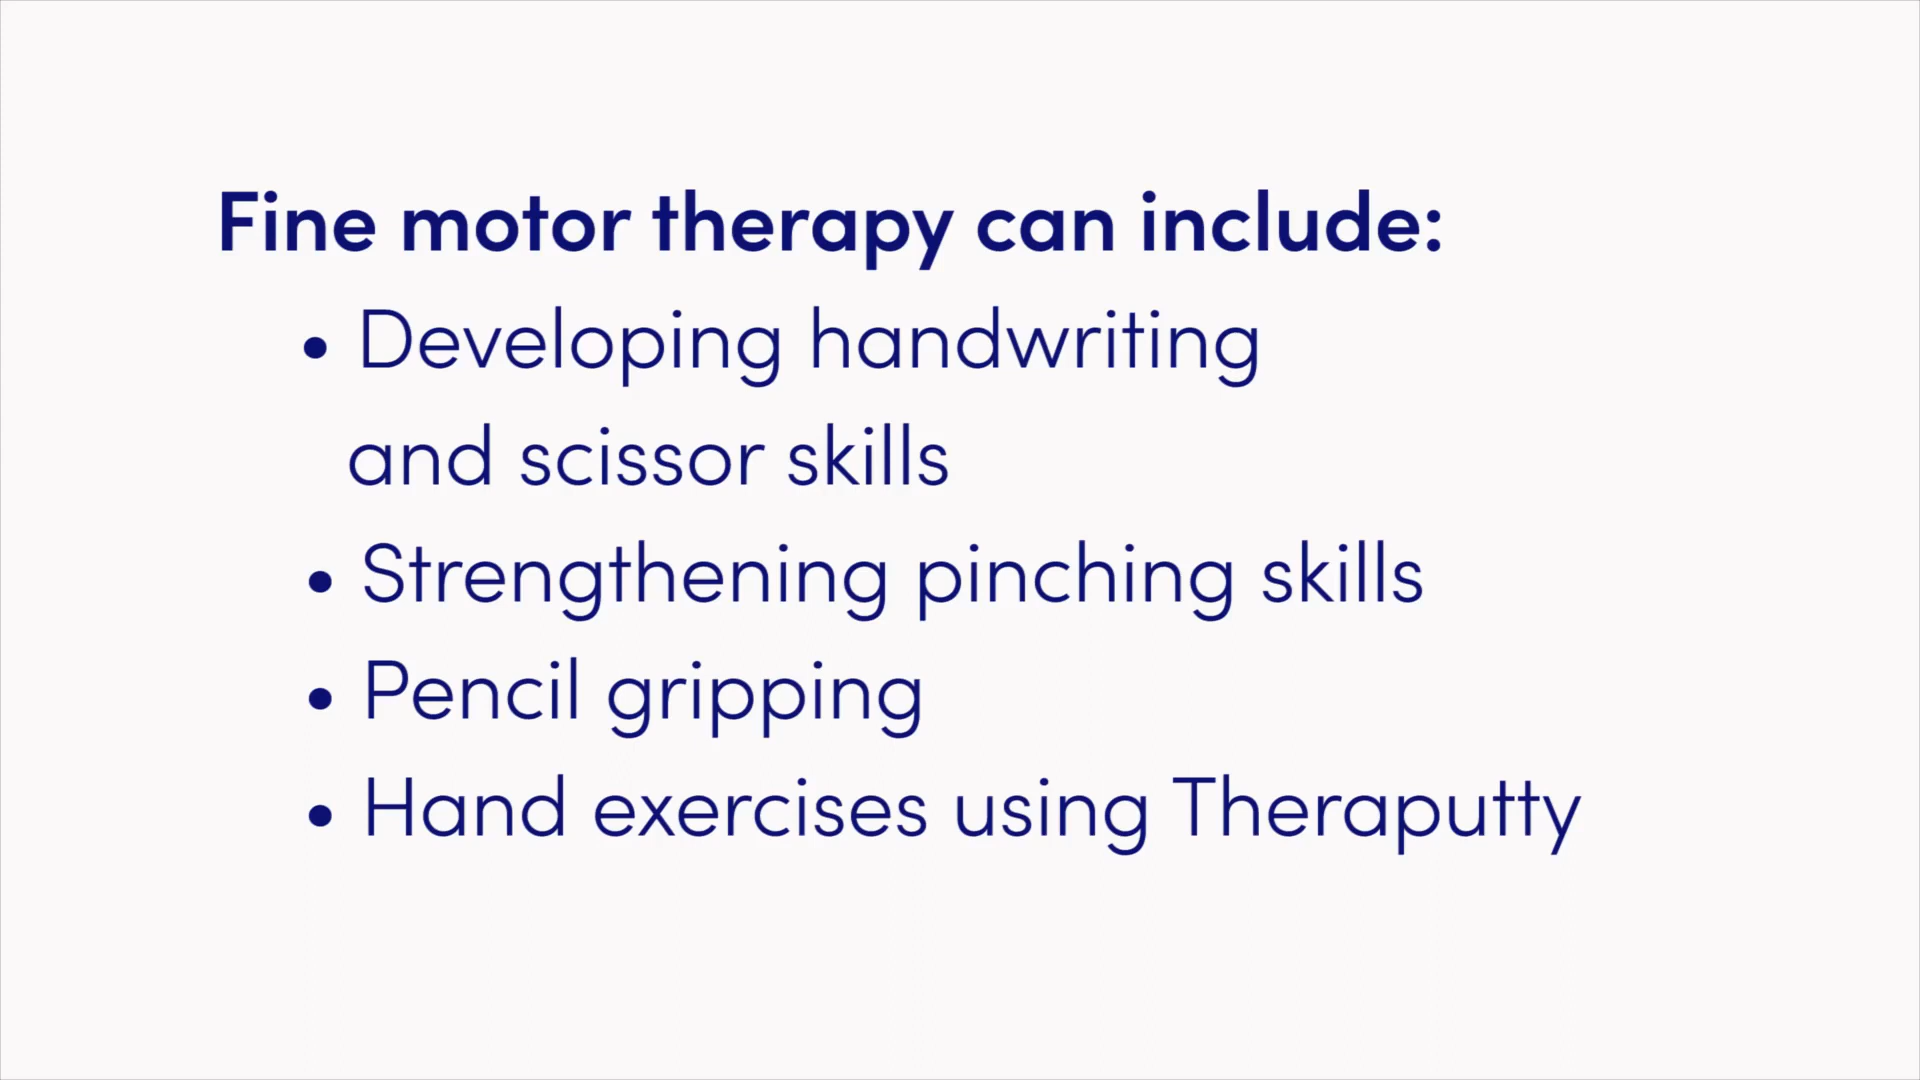 Fine motor therapy can include:
• Developing handwriting
and scissor skills
• Strengthening pinching skills
• Pencil gripping
• Hand exercises using Theraputty